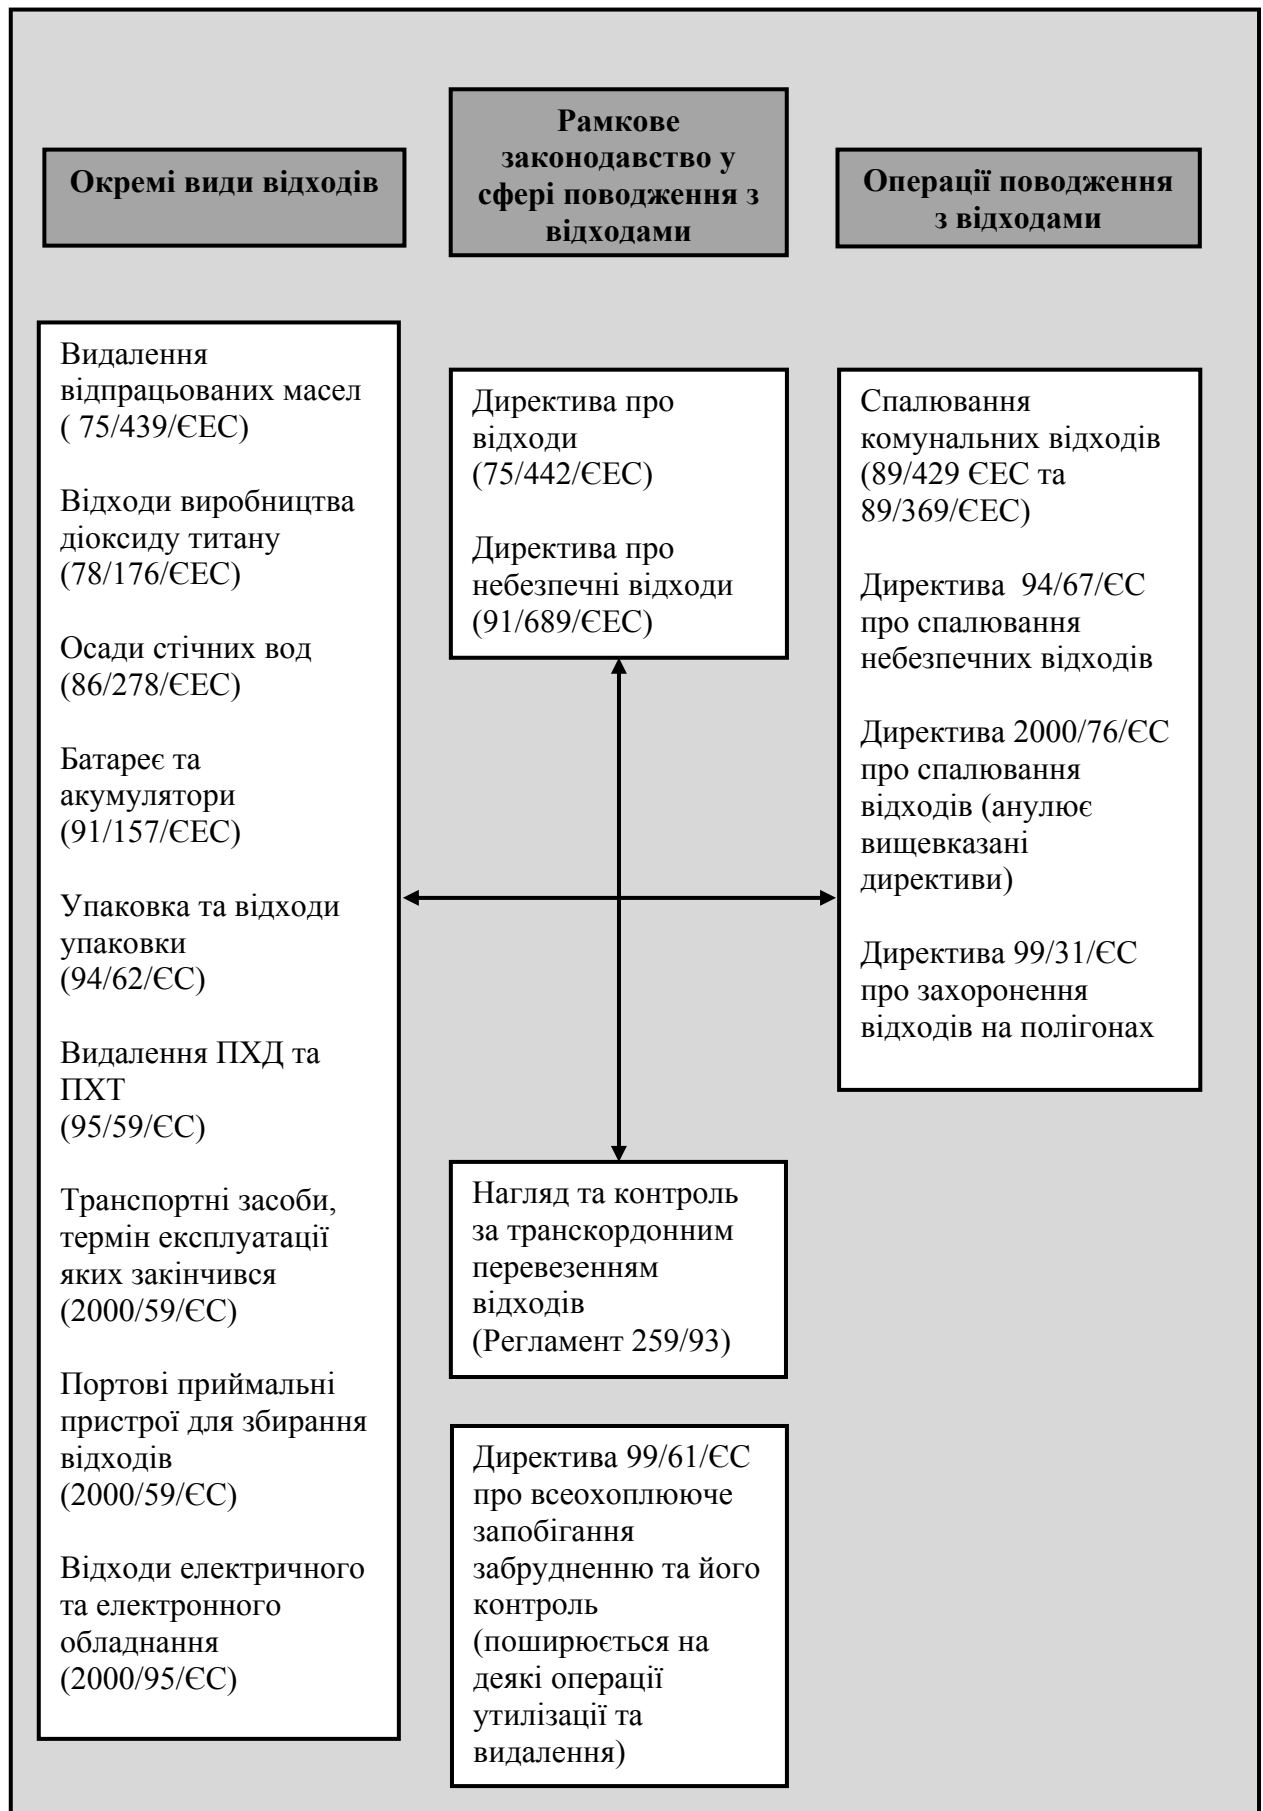 Окремі види відходів
Рамкове
законодавство у
сфері поводження з
відходами
Операції поводження
з відходами
Видалення
відпрацьованих масел
( 75/439/ЄЕС)
Відходи виробництва
діоксиду титану
(78/176/ЄЕС)
Осади стічних вод
(86/278/ЄЕС)
Батареє та
акумулятори
(91/157/ЄЕС)
Упаковка та відходи
упаковки
(94/62/ЄС)
Видалення ПХД та
ПХТ
(95/59/ЄС)
Транспортні засоби,
термін експлуатації
яких закінчився
(2000/59/ЄС)
Портові приймальні
пристрої для збирання
відходів
(2000/59/ЄС)
Відходи електричного
та електронного
обладнання
(2000/95/ЄС)
Директива про
відходи
(75/442/ЄЕС)
Директива про
небезпечні відходи
(91/689/ЄЕС)
Нагляд та контроль
за транскордонним
перевезенням
відходів
(Регламент 259/93)
Директива 99/61/ЄС
про всеохоплююче
запобігання
забрудненню та його
контроль
(поширюється на
деякі операції
утилізації та
видалення)
Спалювання
комунальних відходів
(89/429 ЄЕС та
89/369/ЄЕС)
Директива  94/67/ЄС
про спалювання
небезпечних відходів
Директива 2000/76/ЄС
про спалювання
відходів (анулює
вищевказані
директиви)
Директива 99/31/ЄС
про захоронення
відходів на полігонах